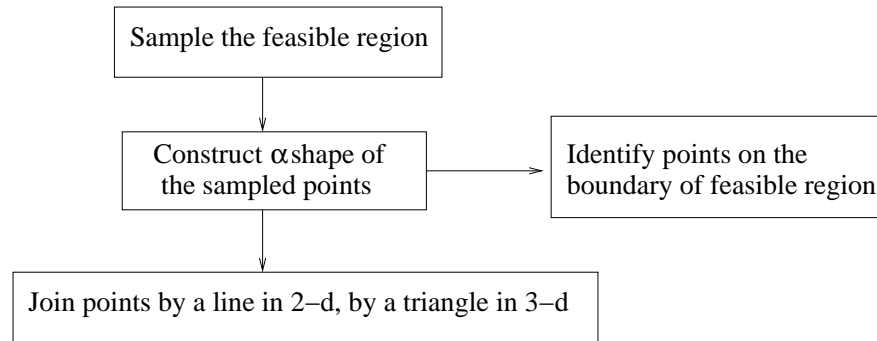 Sample the feasible region
Construct α shape of
the sampled points
Identify points on the
boundary of feasible region
Join points by a line in 2−d, by a triangle in 3−d